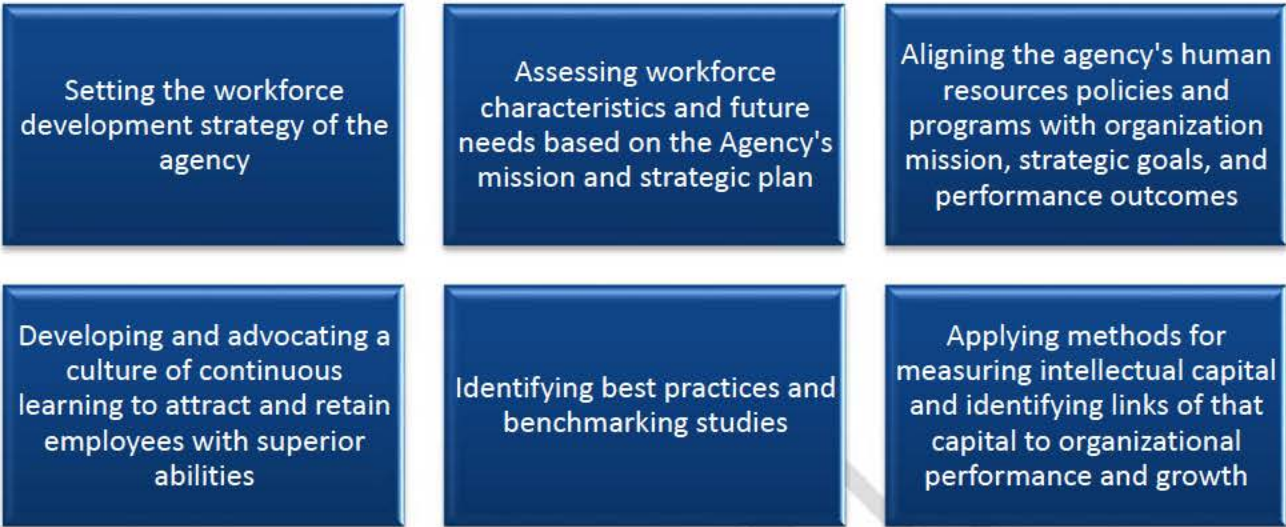 Setting the workforce
development strategy of the
agency
Assessing workforce
characteristics and future
needs based on the Agency's
mission and strategic plan
Aligning the agency's human
resources policies and
programs with organization
mission, strategic goals, and
performance outcomes
Developing and advocating a
culture of continuous
learning to attract and retain
employees with superior
abilities
Identifying best practices and
benchmarking studies
Applying methods for
measuring intellectual capital
and identifying links of that
capital to organizational
performance and growth